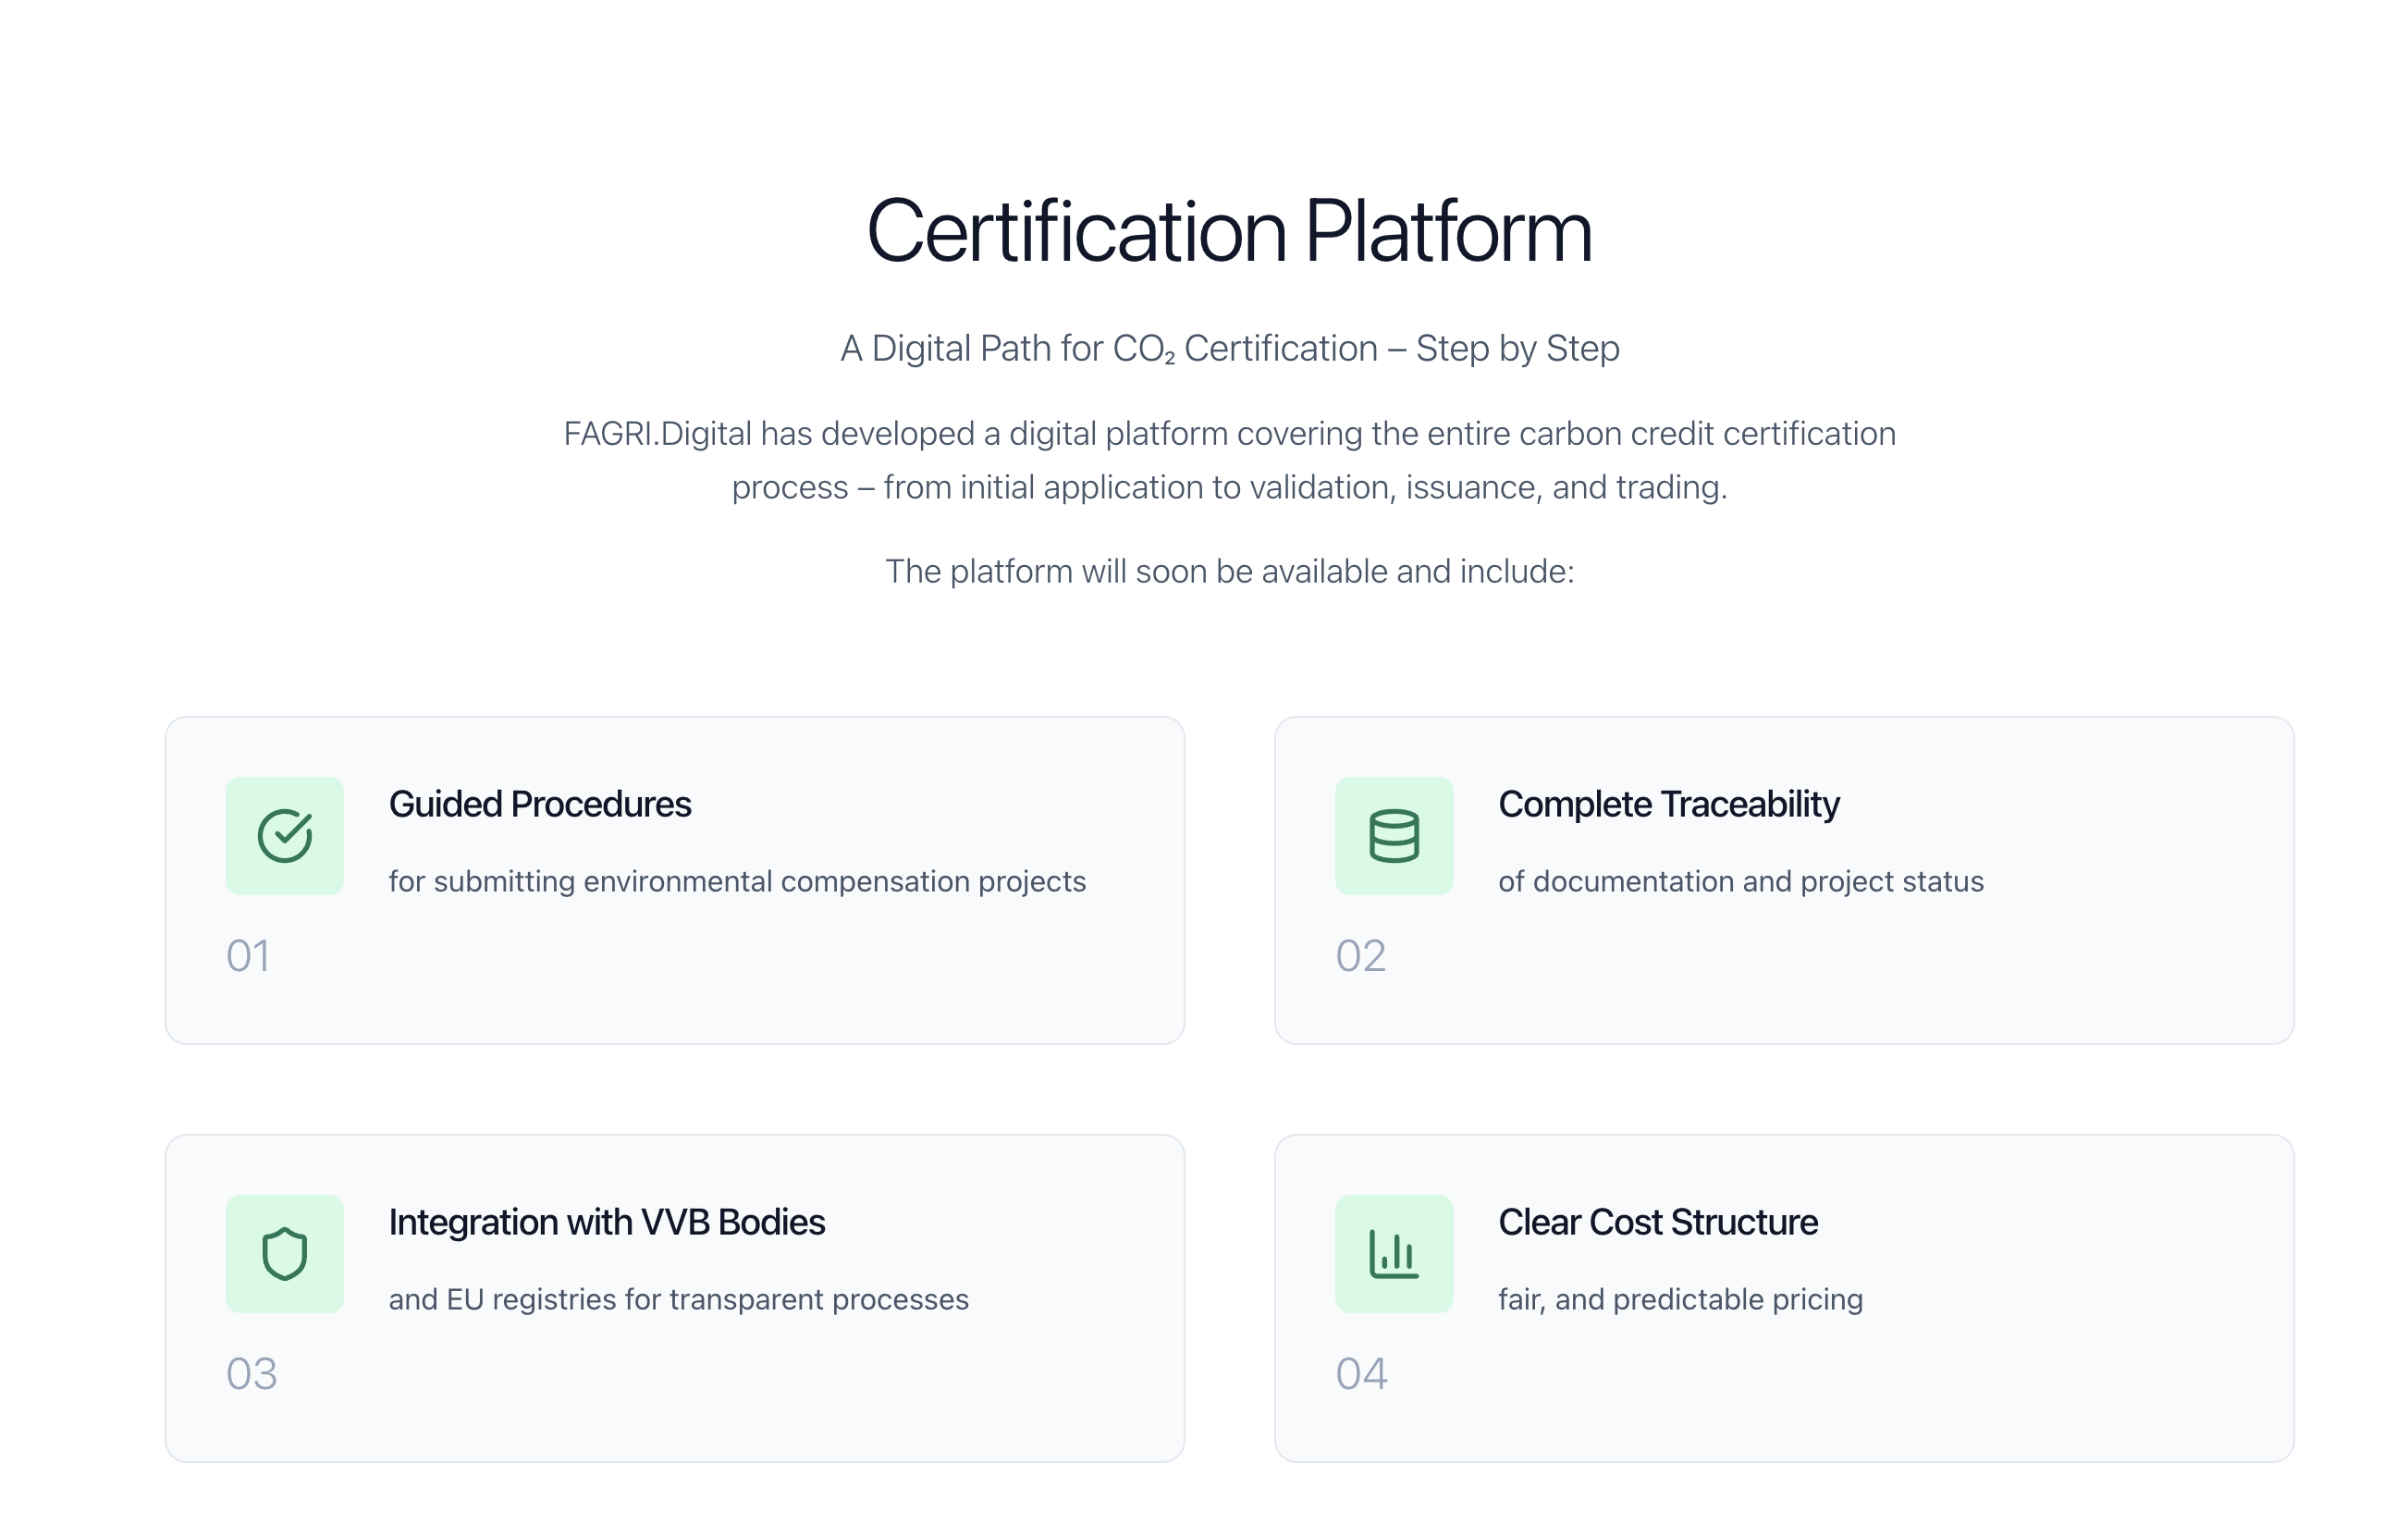 Certification Platform
A Digital Path for CO₂ Certification – Step by Step
FAGRI.Digital has developed a digital platform covering the entire carbon credit certification
process – from initial application to validation, issuance, and trading.
The platform will soon be available and include:
Guided Procedures
for submitting environmental compensation projects
01
Complete Traceability
of documentation and project status
02
Integration with VVB Bodies
and EU registries for transparent processes
03
Clear Cost Structure
fair, and predictable pricing
04